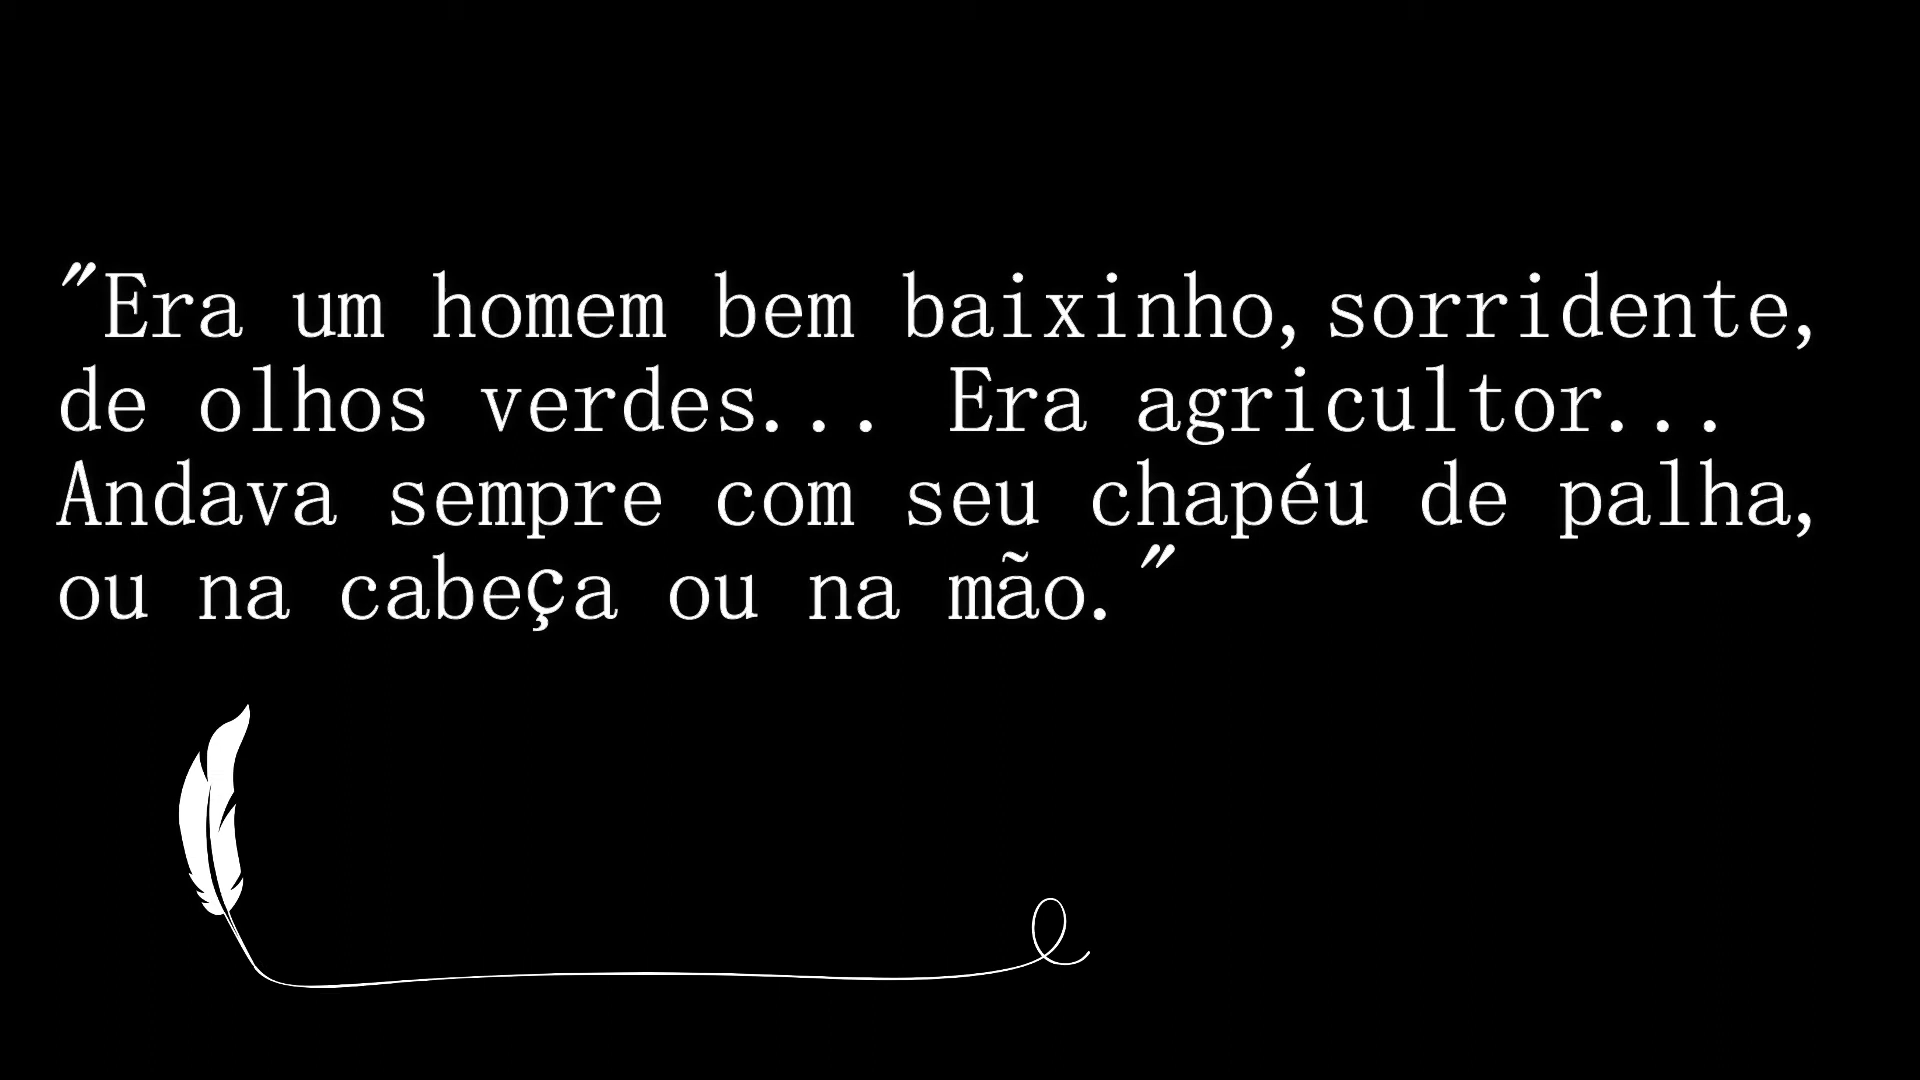 "Era um homem bem baixinho,sorridente,
de olhos verdes... Era agricultor...
Andava sempre com seu chapéu de palha,
ou na cabeça ou na mão."